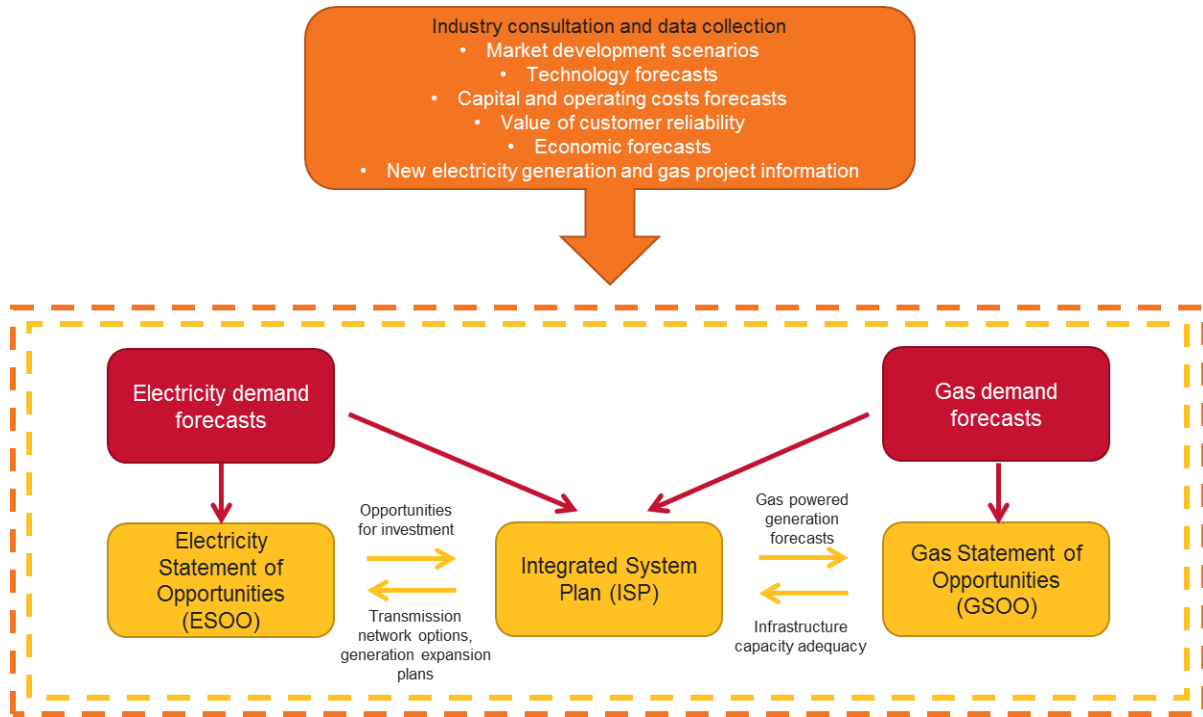 Industry consultation and data collection
• Market development scenarios
• Technology forecasts
• Capital and operating costs forecasts
• Value of customer reliability
• Economic forecasts
• New electricity generation and gas project information
Electricity demand
forecasts
Gas demand
forecasts
Opportunities
for investment
Gas powered
generation
forecasts
Electricity
Statement of
Opportunities
(ESOO)
Integrated System
Plan (ISP)
Gas Statement of
Opportunities
(GSOO)
Transmission
network options,
generation expansion
plans
Infrastructure
capacity adequacy